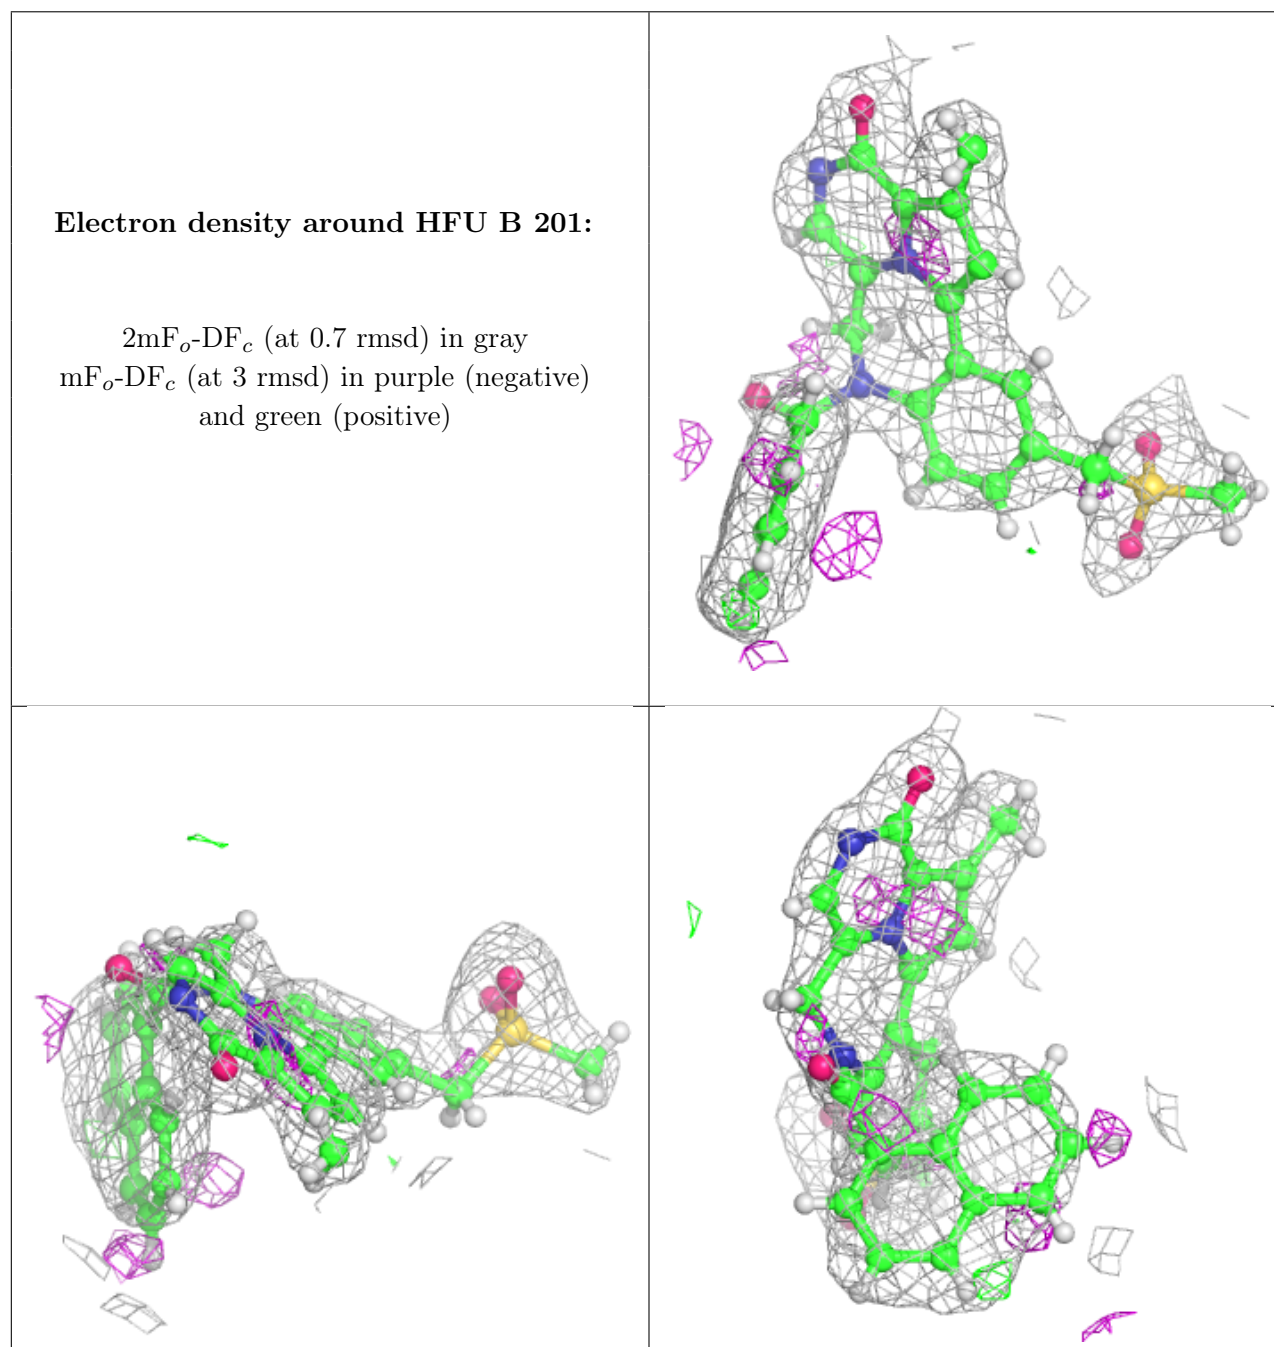 Electron density around HFU B 201:
2mFo-DFc (at 0.7 rmsd) in gray
mFo-DFc (at 3 rmsd) in purple (negative)
and green (positive)